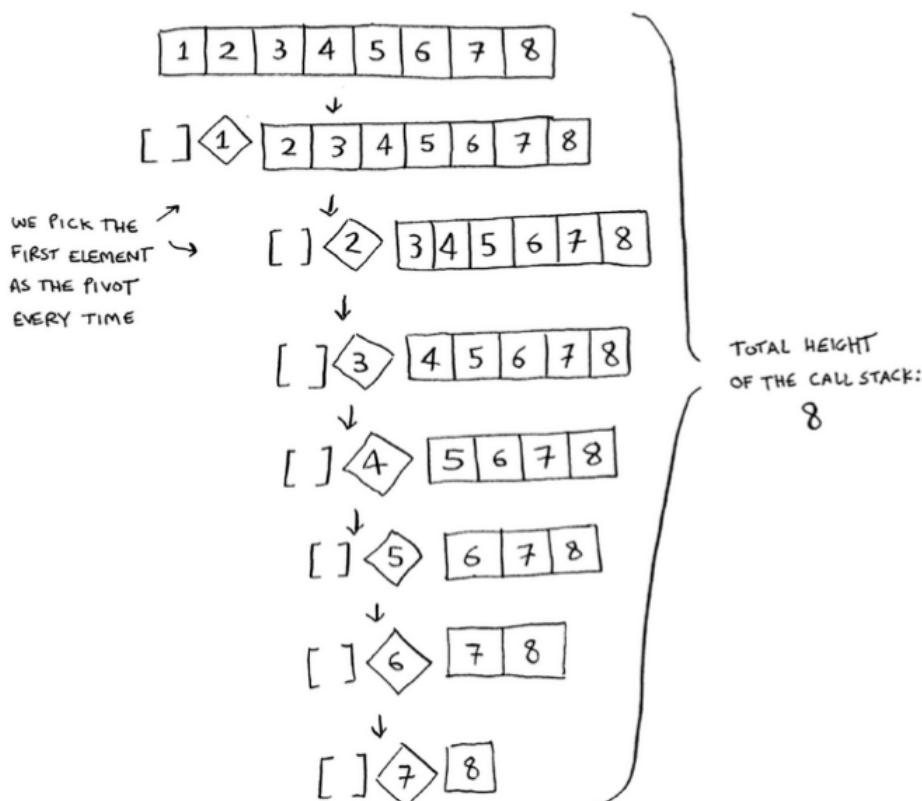 1 2 3 4 5 6 7 8
[ ] 1 2 3 4 5 6 7 8
WE PICK THE
FIRST ELEMENT
AS THE PIVOT
EVERY TIME
[ ] 2 3 4 5 6 7 8
[ ] 3 4 5 6 7 8
[ ] 4 5 6 7 8
[ ] 5 6 7 8
[ ] 6 7 8
[ ] 7 8
TOTAL HEIGHT
OF THE CALL STACK:
8